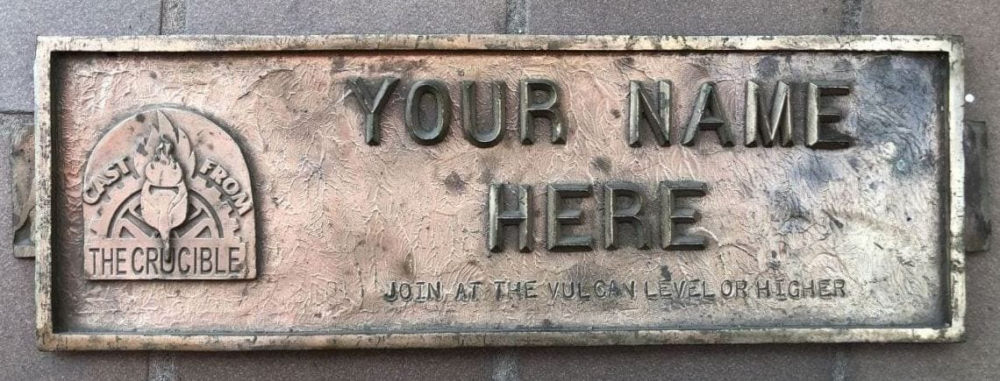 CAST FROM
THE CRUCIBLE
YOUR NAME
HERE
JOIN AT THE VULCAN LEVEL OR HIGHER